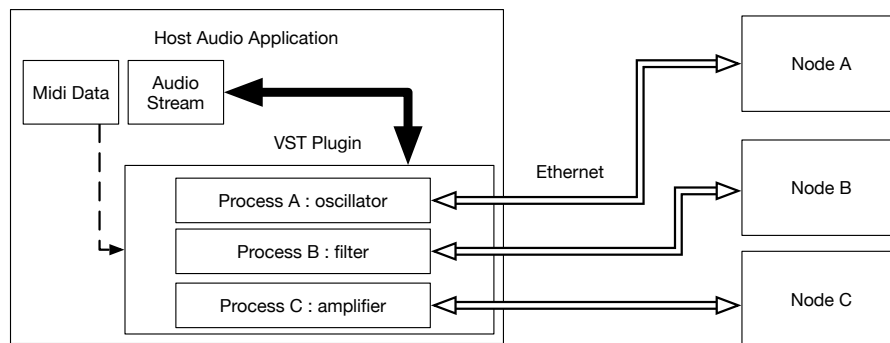 Host Audio Application
Midi Data
Audio
Stream
VST Plugin
Process A : oscillator
Process B : filter
Process C : amplifier
Ethernet
Node A
Node B
Node C